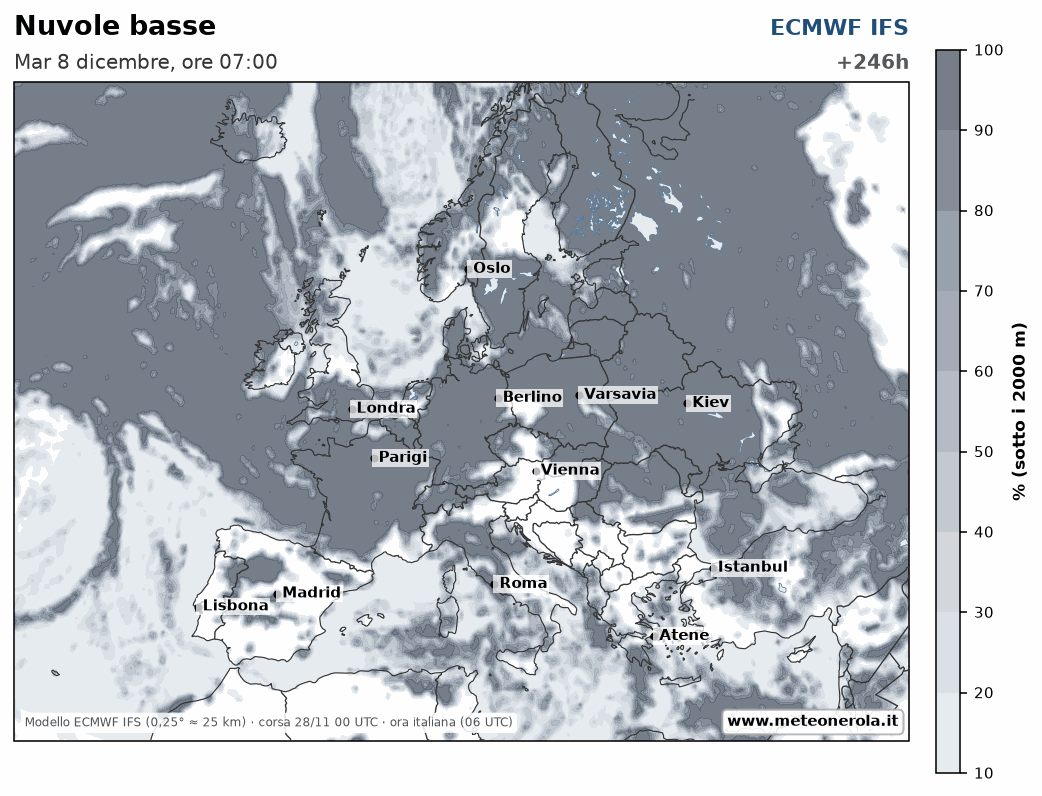 Nuvole basse
ECMWF IFS
Mar 8 dicembre, ore 07:00
+246h
100
90
80
70
60
50
40
30
20
10
% (sotto i 2000 m)
Oslo
Berlino
Varsavia
Kiev
Londra
Parigi
Vienna
Istanbul
Roma
Madrid
Lisbona
Atene
Modello ECMWF IFS (0,25° ≈ 25 km) · corsa 28/11 00 UTC · ora italiana (06 UTC)
www.meteonerola.it